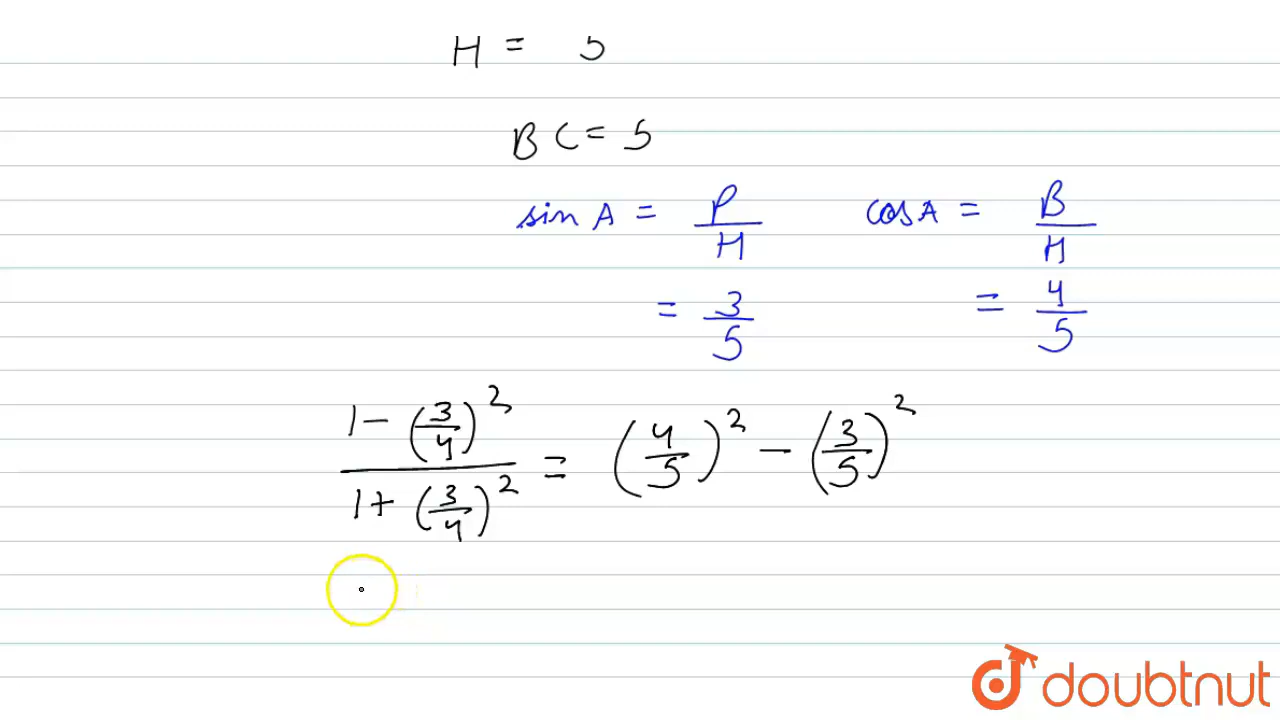 H = 5
BC = 5
sin A = P/H cos A = B/H
= 3/5 = 4/5
(1 - (3/4)^2)/(1 + (3/4)^2) = (4/5)^2 - (3/5)^2
doubtnut